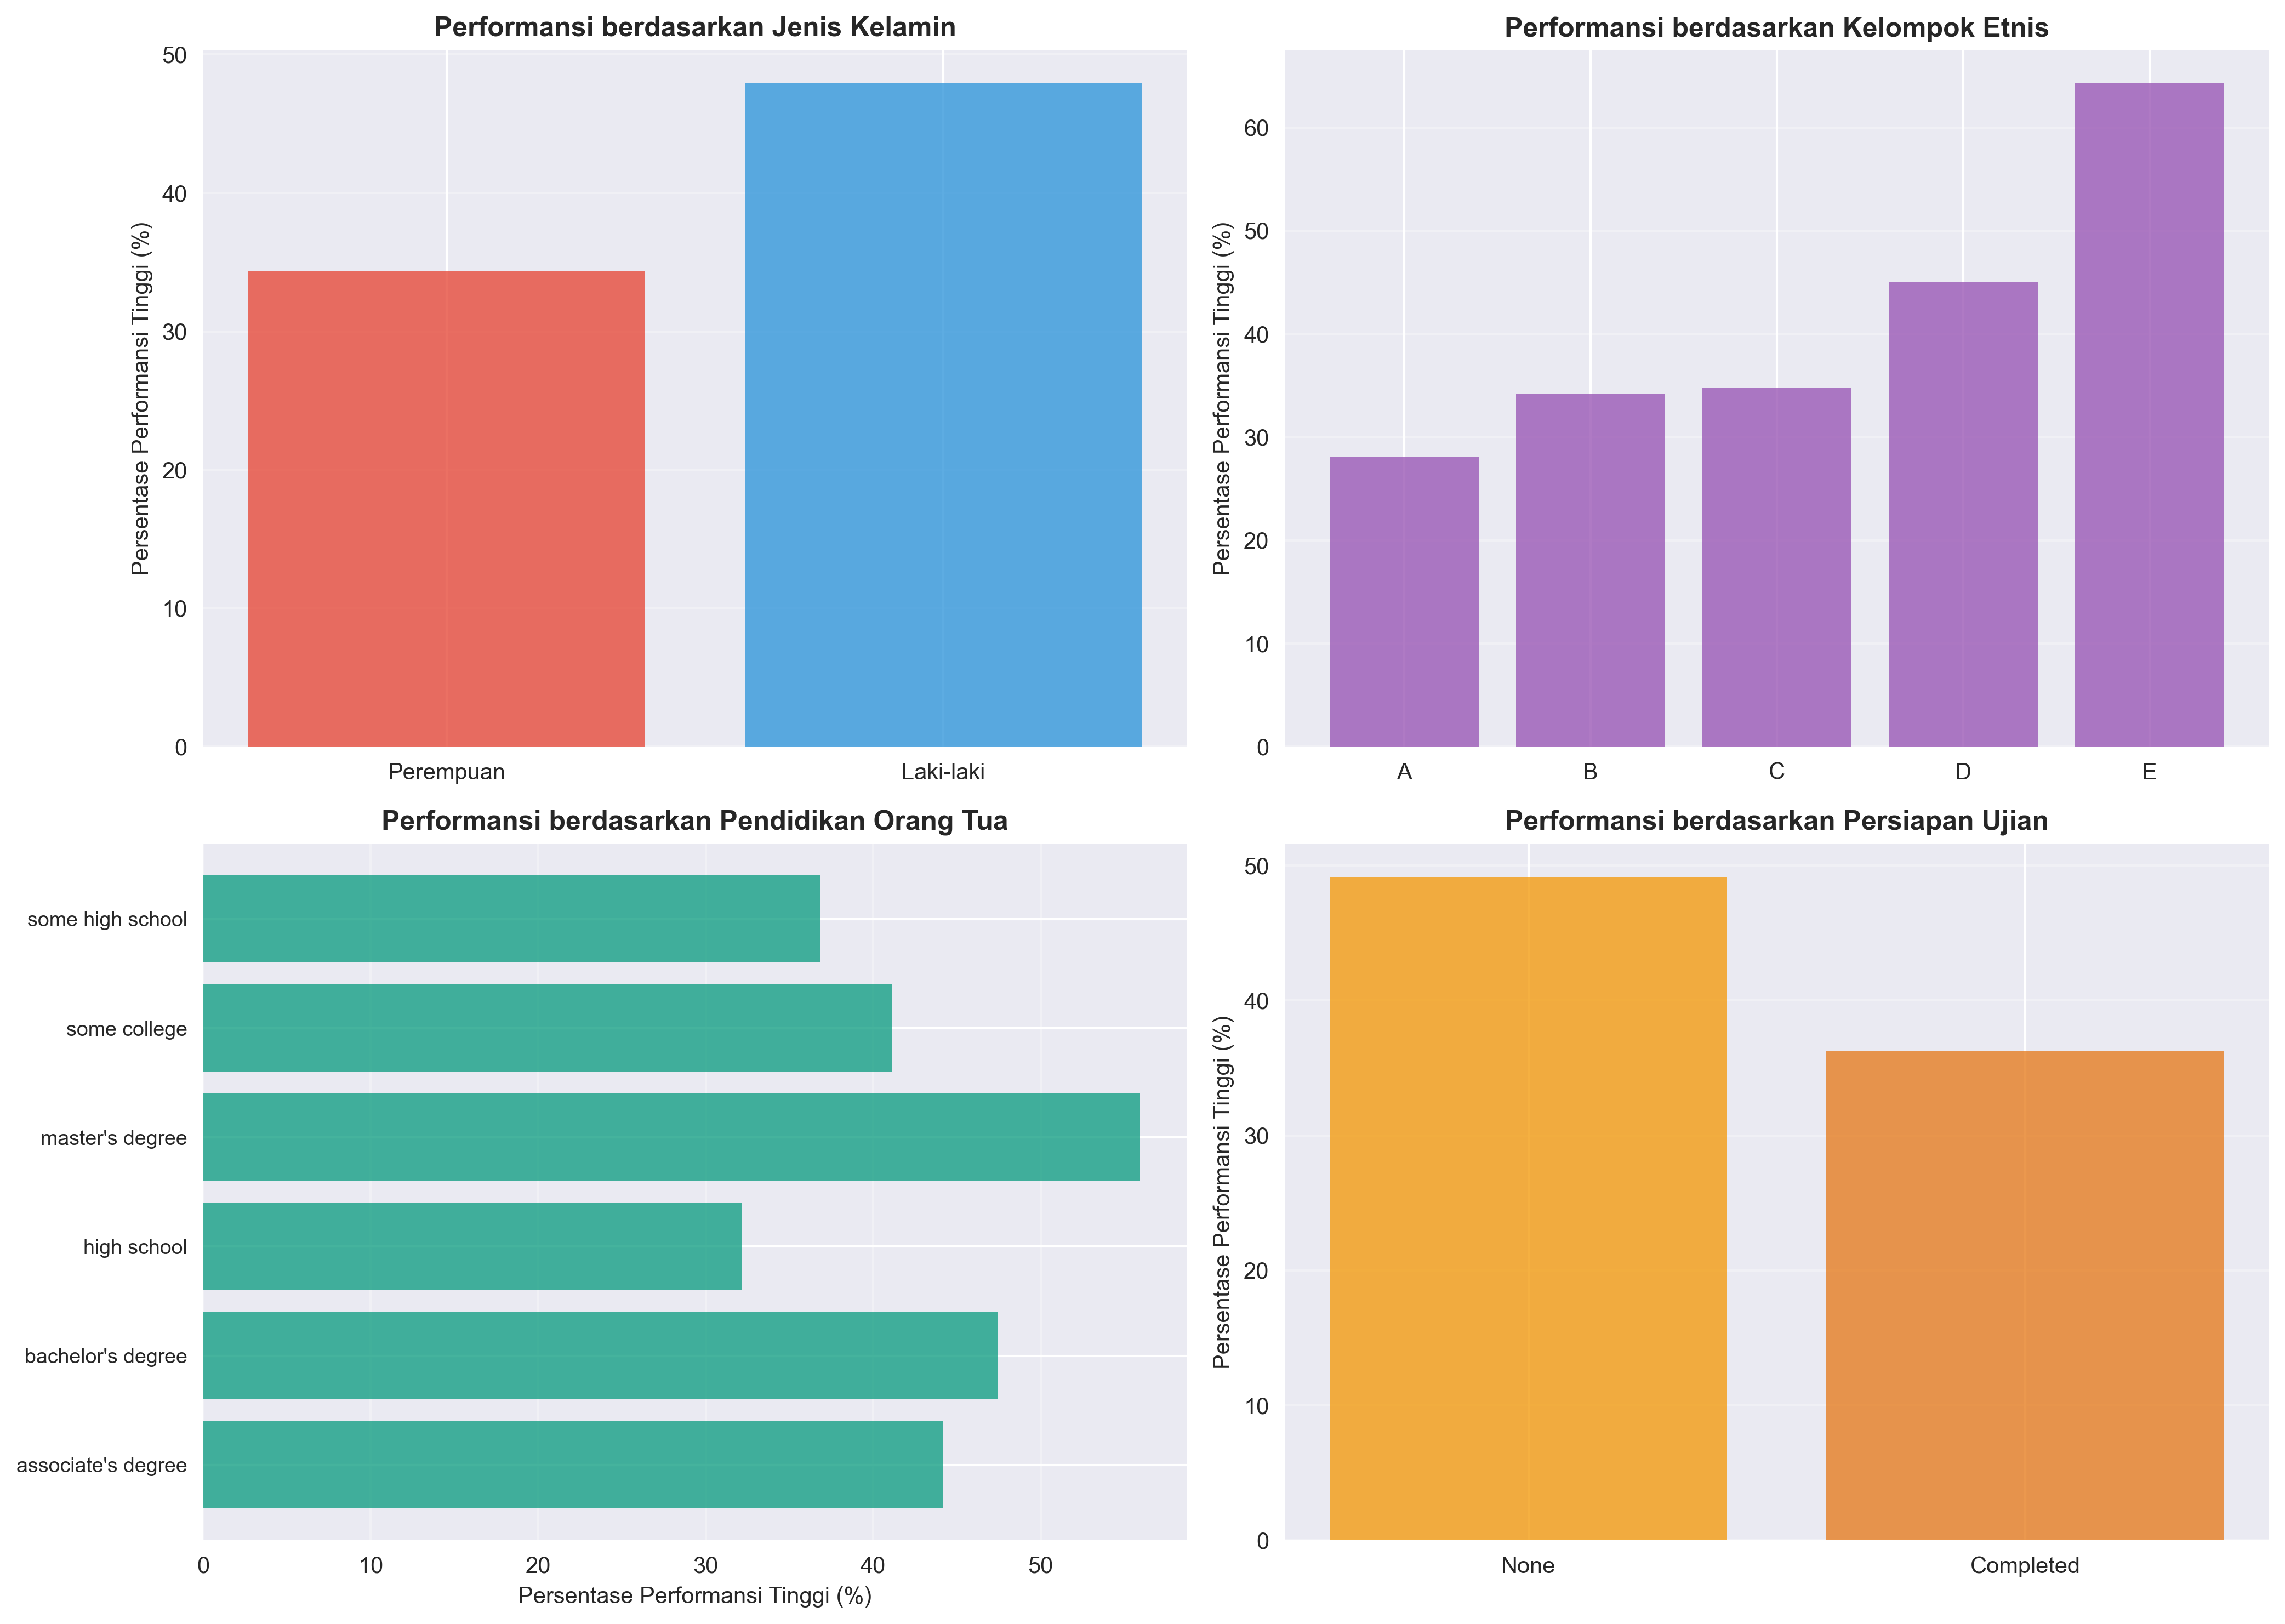 Performansi berdasarkan Jenis Kelamin
Persentase Performansi Tinggi (%)
50
40
30
20
10
0
Perempuan
Laki-laki
Performansi berdasarkan Kelompok Etnis
Persentase Performansi Tinggi (%)
60
50
40
30
20
10
0
A
B
C
D
E
Performansi berdasarkan Pendidikan Orang Tua
some high school
some college
master's degree
high school
bachelor's degree
associate's degree
0
10
20
30
40
50
Persentase Performansi Tinggi (%)
Performansi berdasarkan Persiapan Ujian
Persentase Performansi Tinggi (%)
50
40
30
20
10
0
None
Completed